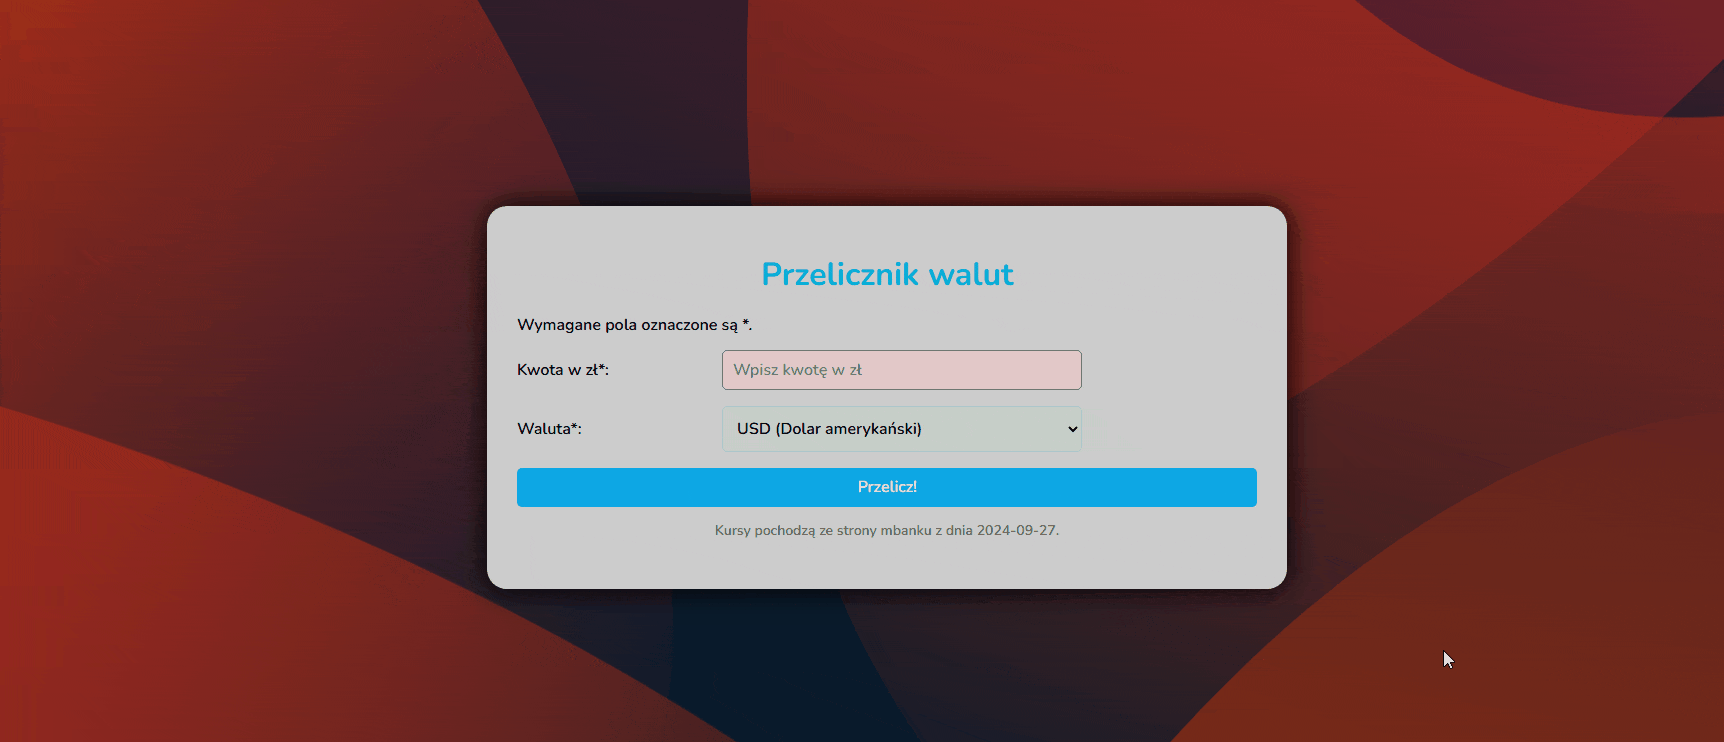 Przelicznik walut
Wymagane pola oznaczone są *.
Kwota w zł*:
Wpisz kwotę w zł
Waluta*:
USD (Dolar amerykański)
Przelicz!
Kursy pochodzą ze strony mbanku z dnia 2024-09-27.